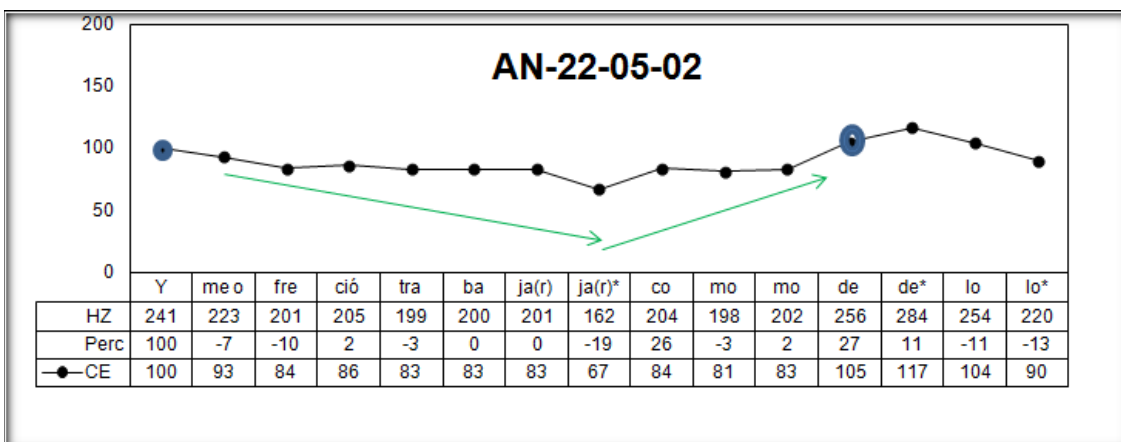 200
AN-22-05-02
150
100
50
0
Y me o fre ció tra ba ja(r) ja(r)* co mo mo de de* lo lo*
HZ 241 223 201 205 199 200 201 162 204 198 202 256 284 254 220
Perc 100 -7 -10 2 -3 0 0 -19 26 -3 2 27 11 -11 -13
CE 100 93 84 86 83 83 83 67 84 81 83 105 117 104 90